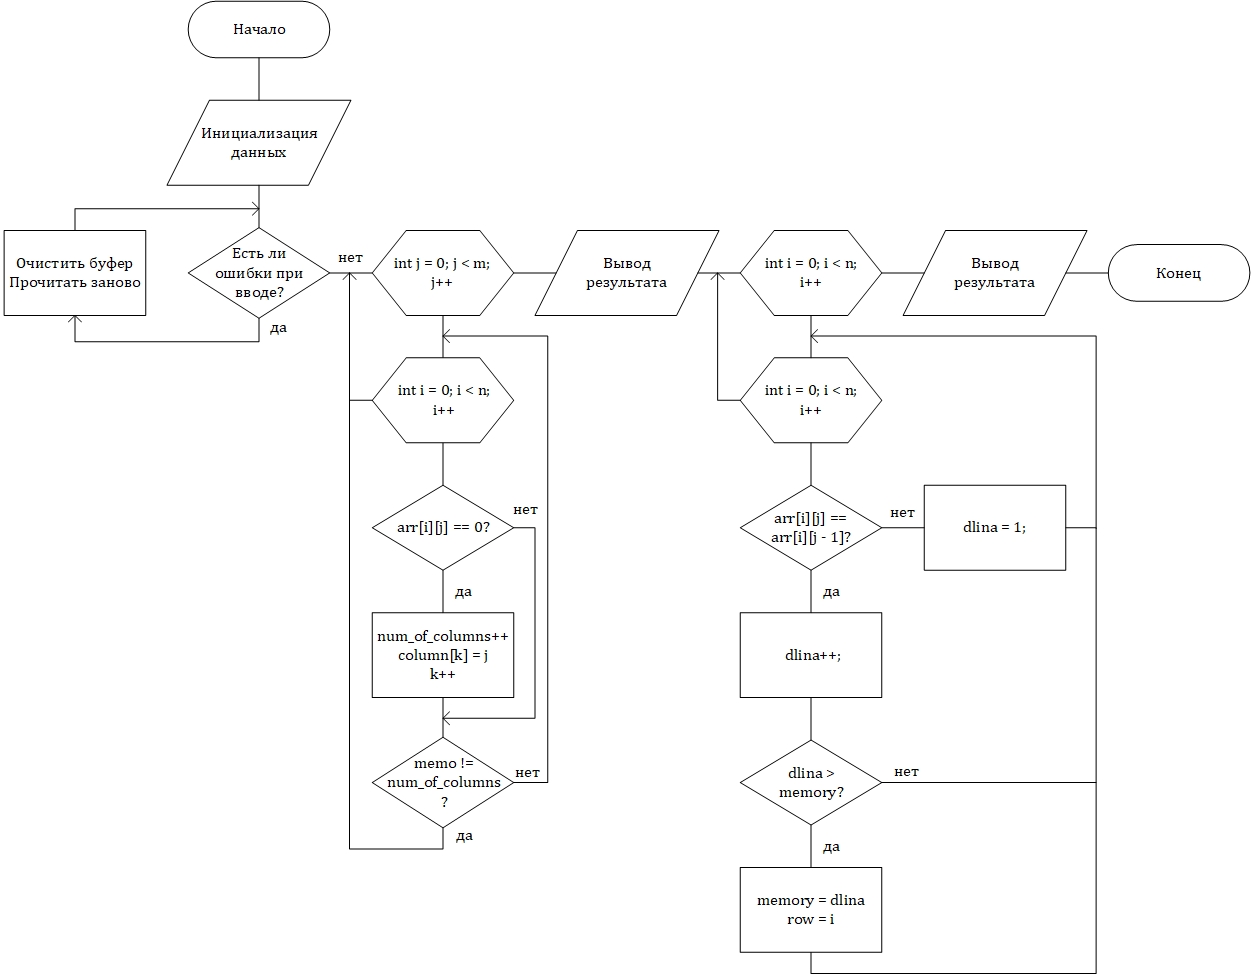 Начало
Инициализация
данных
Очистить буфер
Прочитать заново
Есть ли
ошибки при
вводе?
да
нет
int j = 0; j < m;
j++
int i = 0; i < n;
i++
arr[i][j] == 0?
нет
да
num_of_columns++
column[k] = j
k++
memo !=
num_of_columns
?
нет
да
Вывод
результата
int i = 0; i < n;
i++
int i = 0; i < n;
i++
arr[i][j] ==
arr[i][j - 1]?
нет
dlina = 1;
да
dlina++;
dlina >
memory?
нет
да
memory = dlina
row = i
Вывод
результата
Конец